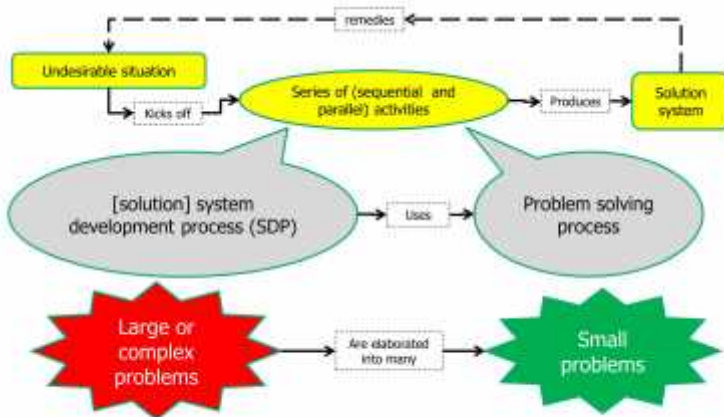 remedies
Undesirable situation
Kicks off
Series of (sequential and
parallel) activities
Produces
Solution
system
[solution] system
development process (SDP)
Uses
Problem solving
process
Large or
complex
problems
Are elaborated
into many
Small
problems